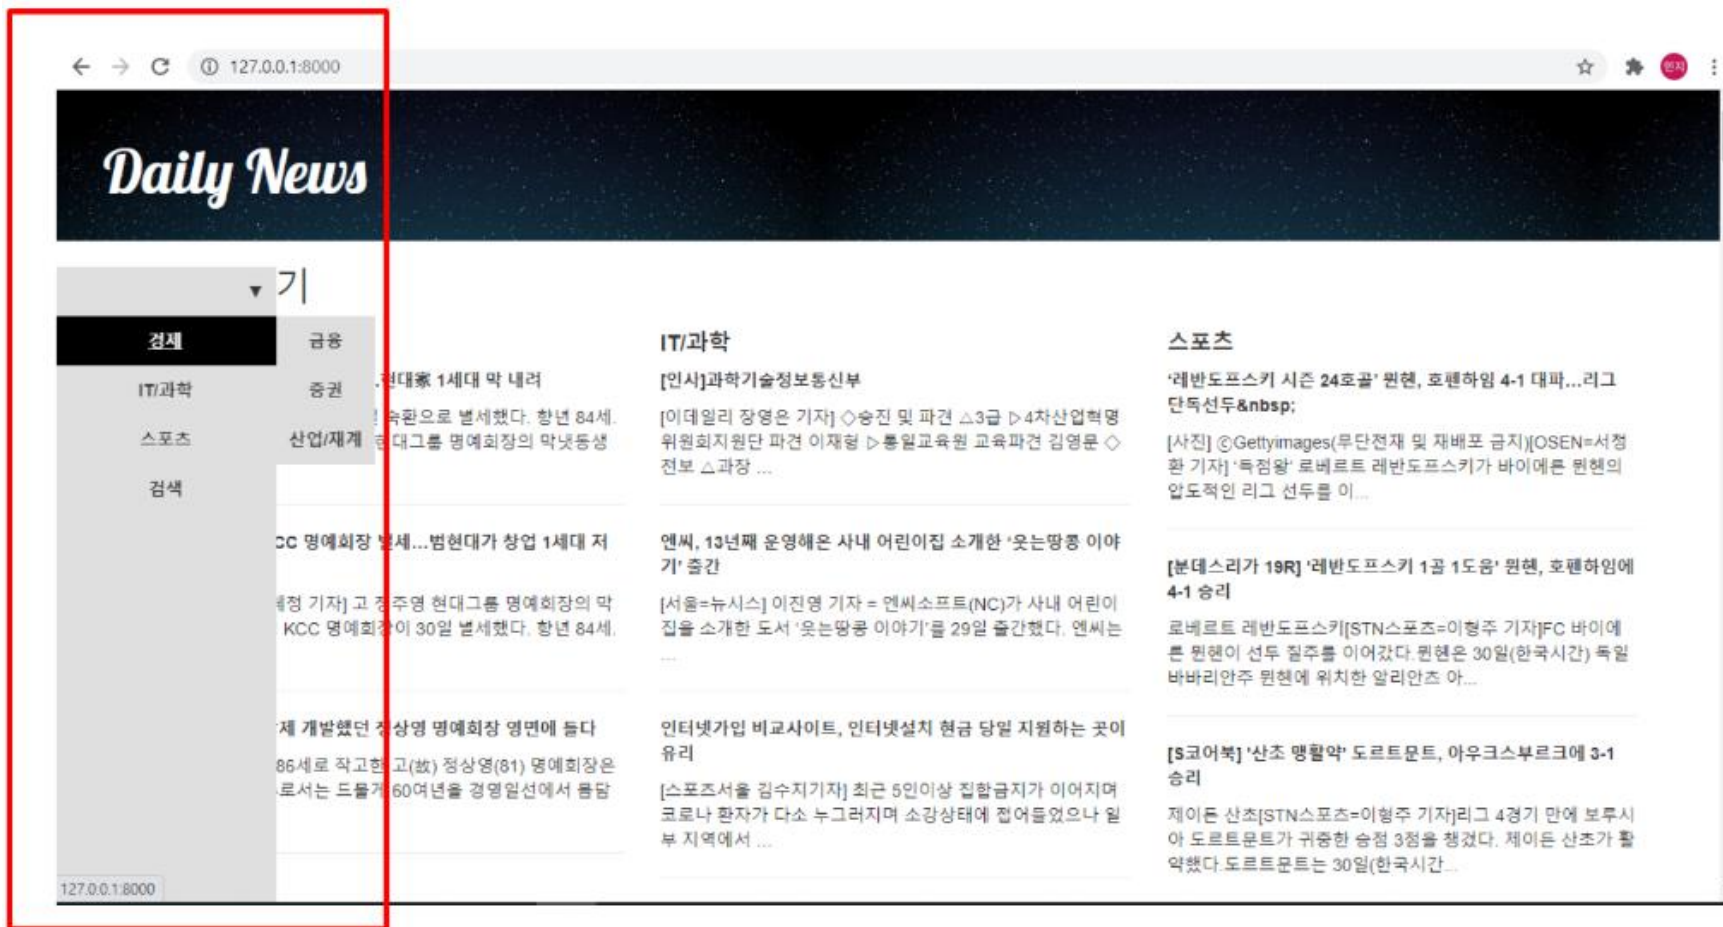 127.0.0.1:8000
인지
Daily News
▼
기
경제
금융
IT/과학
증권
스포츠
산업/재계
검색
현대家 1세대 막 내려
숙환으로 별세했다. 향년 84세.
현대그룹 명예회장의 막냇동생
CC 명예회장 별세…범현대가 창업 1세대 저
기자] 고 정주영 현대그룹 명예회장의 막
KCC 명예회장이 30일 별세했다. 향년 84세.
제 개발했던 정상영 명예회장 영면에 들다
86세로 작고한 고(故) 정상영(81) 명예회장은
로서는 드물게 60여년을 경영일선에서 몸담
IT/과학
[인사]과학기술정보통신부
[이데일리 장영은 기자] ◇승진 및 파견 △3급 ▷4차산업혁명
위원회지원단 파견 이재형 ▷통일교육원 교육파견 김영문 ◇
전보 △과장 ...
엔씨, 13년째 운영해온 사내 어린이집 소개한 ‘웃는땅콩 이야
기’ 출간
[서울=뉴시스] 이진영 기자 = 엔씨소프트(NC)가 사내 어린이
집을 소개한 도서 ‘웃는땅콩 이야기’를 29일 출간했다. 엔씨는
...
인터넷가입 비교사이트, 인터넷설치 현금 당일 지원하는 곳이
유리
[스포츠서울 김수지기자] 최근 5인이상 집합금지가 이어지며
코로나 환자가 다소 누그러지며 소강상태에 접어들었으나 일
부 지역에서 ...
스포츠
‘레반도프스키 시즌 24호골’ 뮌헨, 호펜하임 4-1 대파…리그
단독선두&nbsp;
[사진] ⓒGettyimages(무단전재 및 재배포 금지)[OSEN=서정
환 기자] ‘득점왕’ 로베르트 레반도프스키가 바이에른 뮌헨의
압도적인 리그 선두를 이...
[분데스리가 19R] '레반도프스키 1골 1도움' 뮌헨, 호펜하임에
4-1 승리
로베르트 레반도프스키[STN스포츠=이형주 기자]FC 바이에
른 뮌헨이 선두 질주를 이어갔다.뮌헨은 30일(한국시간) 독일
바바리안주 뮌헨에 위치한 알리안츠 아...
[S코어북] '산초 맹활약' 도르트문트, 아우크스부르크에 3-1
승리
제이든 산초[STN스포츠=이형주 기자]리그 4경기 만에 보루시
아 도르트문트가 귀중한 승점 3점을 챙겼다. 제이든 산초가 활
약했다.도르트문트는 30일(한국시간...
127.0.0.1:8000